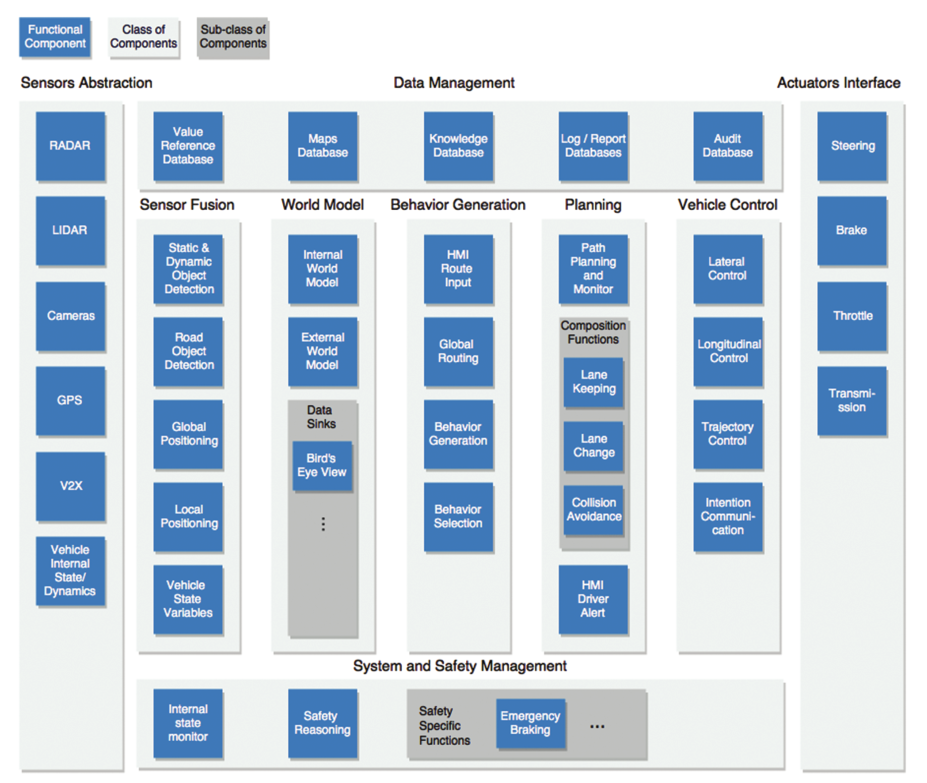 Functional
Component
Class of
Components
Sub-class of
Components
Sensors Abstraction
Data Management
Actuators Interface
RADAR
LIDAR
Cameras
GPS
V2X
Vehicle
Internal
State/
Dynamics
Value
Reference
Database
Maps
Database
Knowledge
Database
Log / Report
Databases
Audit
Database
Sensor Fusion
Static &
Dynamic
Object
Detection
Road
Object
Detection
Global
Positioning
Local
Positioning
Vehicle
State
Variables
World Model
Internal
World
Model
External
World
Model
Data
Sinks
Bird's
Eye View
⋮
Behavior Generation
HMI
Route
Input
Global
Routing
Behavior
Generation
Behavior
Selection
Planning
Path
Planning
and
Monitor
Composition
Functions
Lane
Keeping
Lane
Change
Collision
Avoidance
HMI
Driver
Alert
Vehicle Control
Lateral
Control
Longitudinal
Control
Trajectory
Control
Intention
Communi-
cation
Steering
Brake
Throttle
Transmi-
ssion
System and Safety Management
Internal
state
monitor
Safety
Reasoning
Safety
Specific
Functions
Emergency
Braking
...